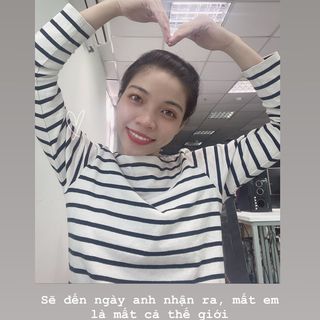 Sẽ đến ngày anh nhận ra, mất em
là mất cả thế giới